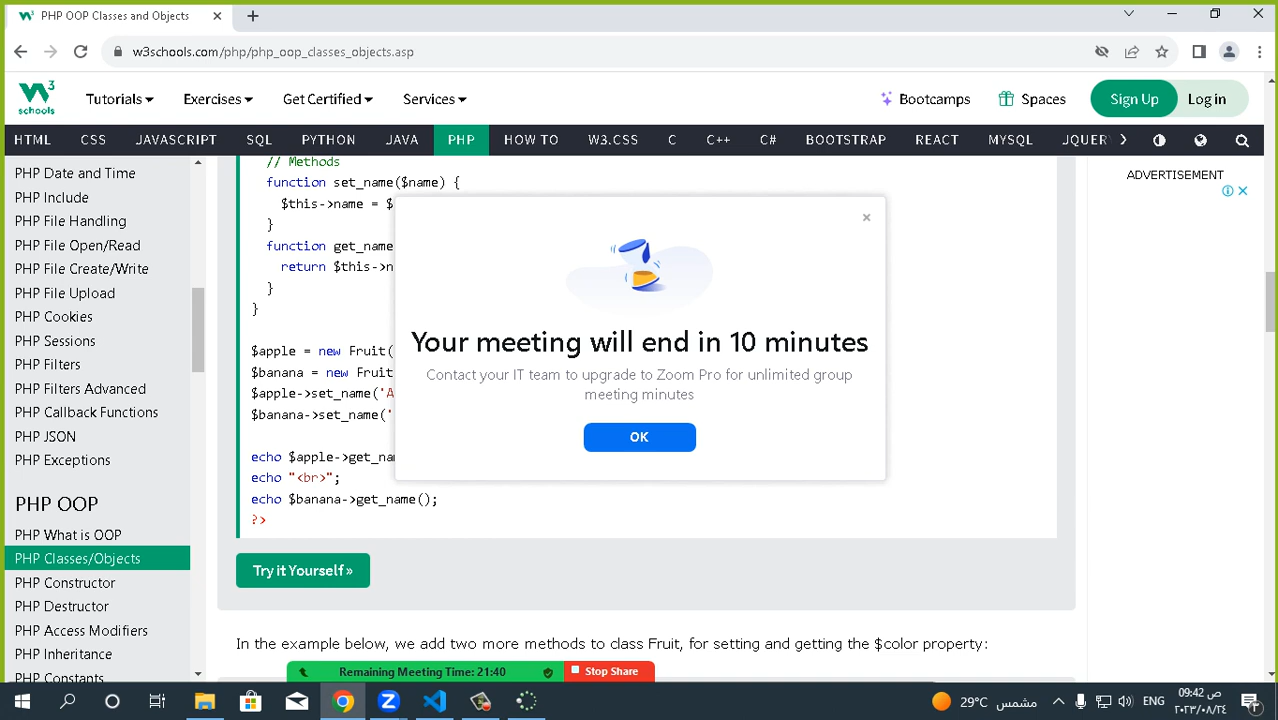 PHP OOP Classes and Objects
w3schools.com/php/php_oop_classes_objects.asp
W3 schools
Tutorials Exercises Get Certified Services Bootcamps Spaces Sign Up Log in
HTML CSS JAVASCRIPT SQL PYTHON JAVA PHP HOW TO W3.CSS C C++ C# BOOTSTRAP REACT MYSQL JQUERY
PHP Date and Time
PHP Include
PHP File Handling
PHP File Open/Read
PHP File Create/Write
PHP File Upload
PHP Cookies
PHP Sessions
PHP Filters
PHP Filters Advanced
PHP Callback Functions
PHP JSON
PHP Exceptions
PHP OOP
PHP What is OOP
PHP Classes/Objects
PHP Constructor
PHP Destructor
PHP Access Modifiers
PHP Inheritance
PHP Constants
// Methods
function set_name($name) {
$this->name = $
}
function get_name
return $this->n
}
}
$apple = new Fruit(
$banana = new Fruit
$apple->set_name('A
$banana->set_name('
echo $apple->get_na
echo "<br>";
echo $banana->get_name();
?>
Try it Yourself »
In the example below, we add two more methods to class Fruit, for setting and getting the $color property:
Your meeting will end in 10 minutes
Contact your IT team to upgrade to Zoom Pro for unlimited group
meeting minutes
OK
ADVERTISEMENT
Remaining Meeting Time: 21:40 Stop Share
29°C مشمس
ENG
09:42 ص
٢٠٢٣/٠٨/٢٤